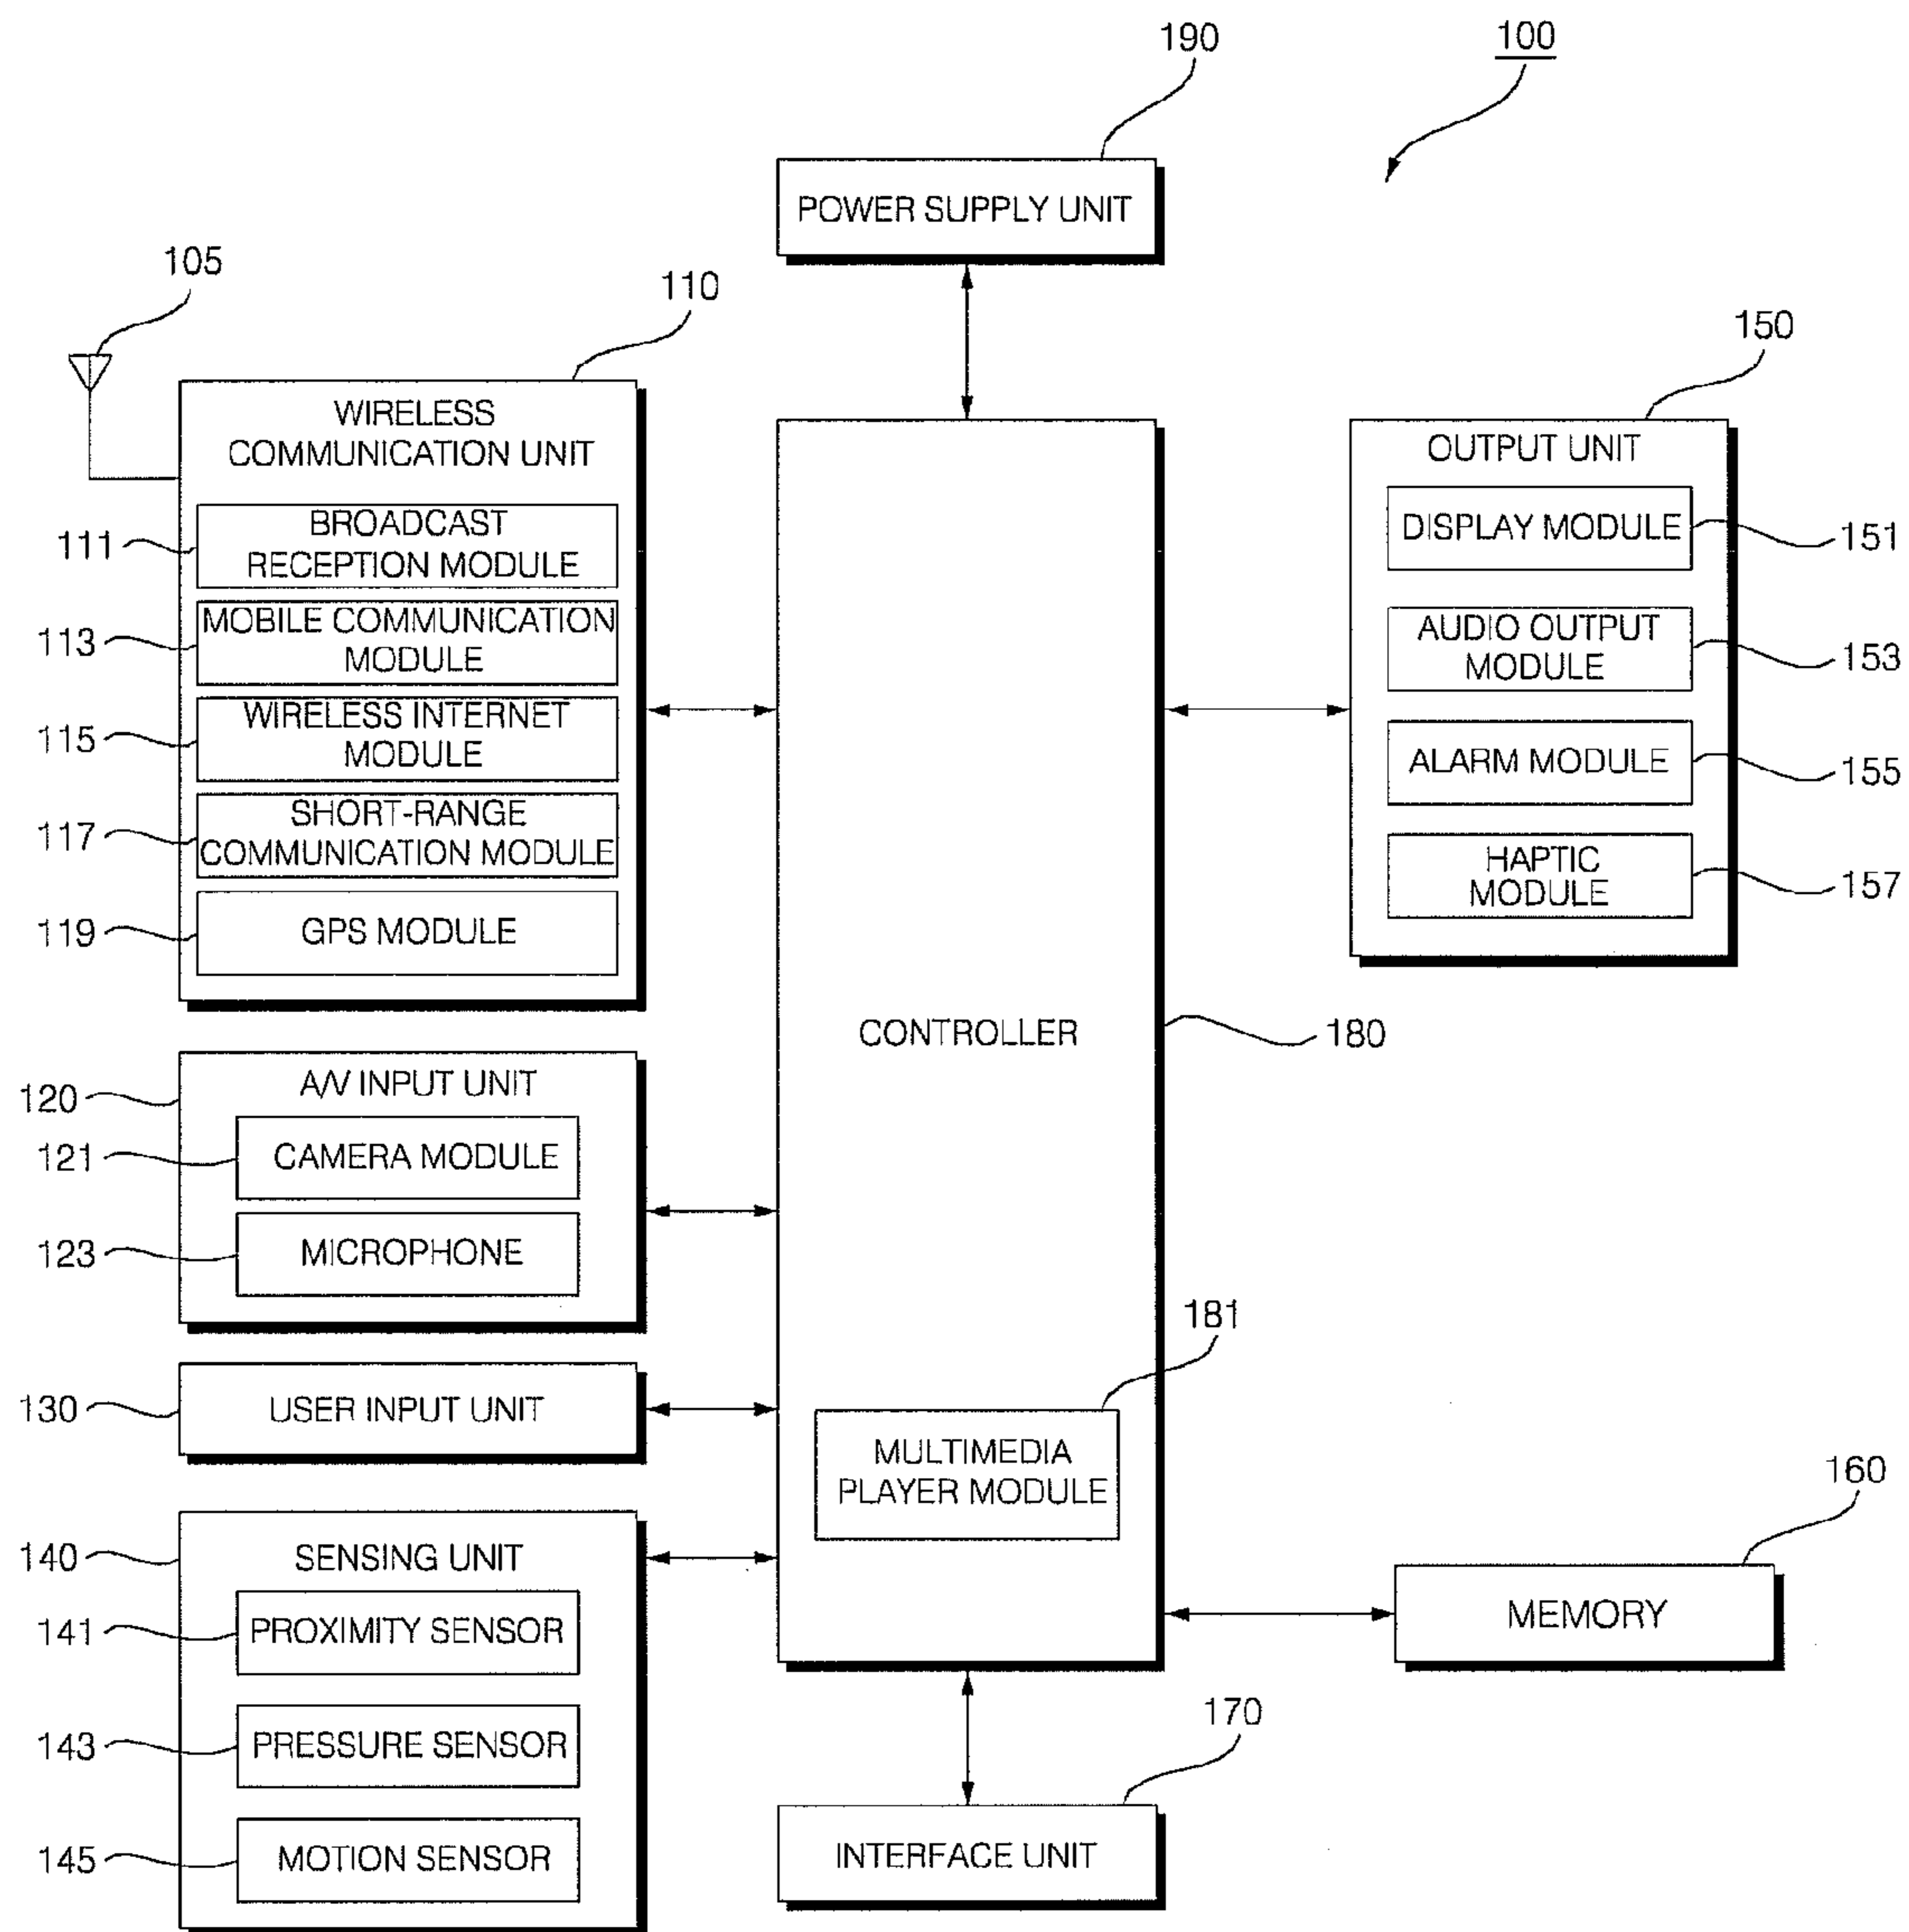 190
100
POWER SUPPLY UNIT
105
110
150
WIRELESS
COMMUNICATION UNIT
111
BROADCAST
RECEPTION MODULE
113
MOBILE COMMUNICATION
MODULE
115
WIRELESS INTERNET
MODULE
117
SHORT-RANGE
COMMUNICATION MODULE
119
GPS MODULE
OUTPUT UNIT
DISPLAY MODULE
151
AUDIO OUTPUT
MODULE
153
ALARM MODULE
155
HAPTIC
MODULE
157
CONTROLLER
180
120
A/V INPUT UNIT
121
CAMERA MODULE
123
MICROPHONE
181
MULTIMEDIA
PLAYER MODULE
130
USER INPUT UNIT
140
SENSING UNIT
141
PROXIMITY SENSOR
143
PRESSURE SENSOR
145
MOTION SENSOR
160
MEMORY
170
INTERFACE UNIT